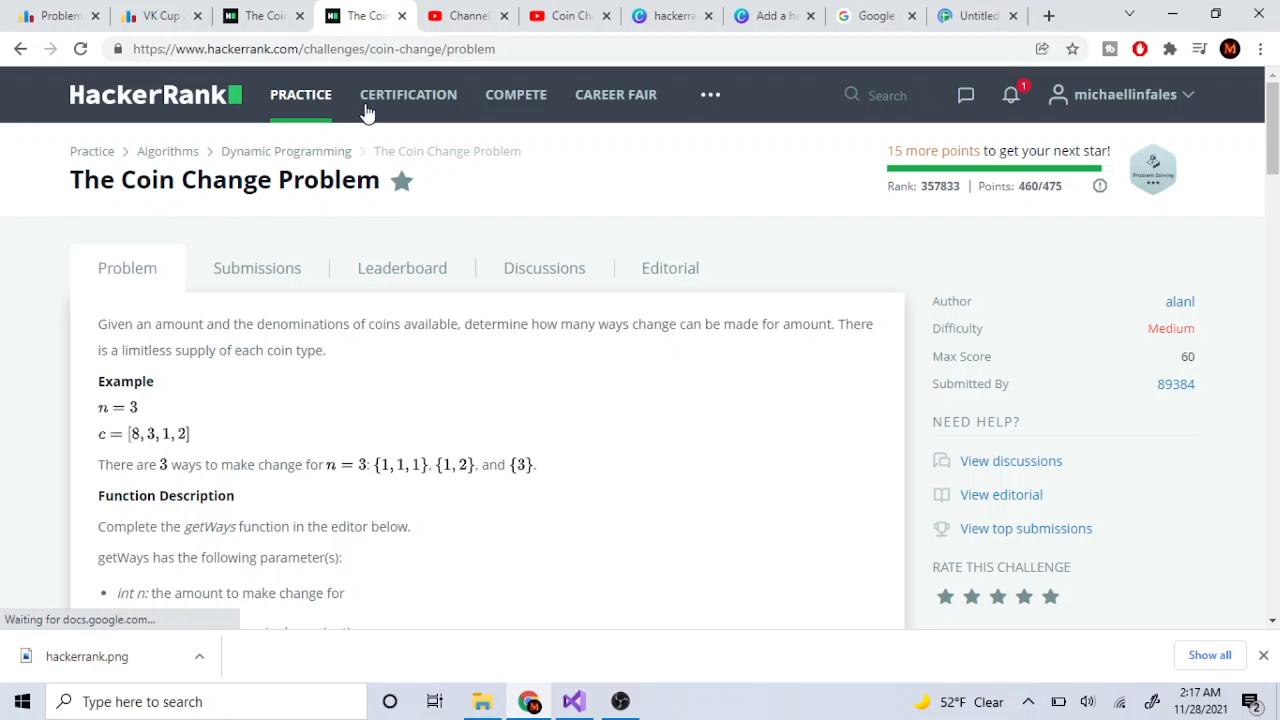 Proble
VK Cup
The Coi
The Coi
Channel
Coin Ch
hackerra
Add a h
Google
Untitled
https://www.hackerrank.com/challenges/coin-change/problem
M
HackerRank
PRACTICE
CERTIFICATION
COMPETE
CAREER FAIR
Search
1
michaellinfales
Practice > Algorithms > Dynamic Programming > The Coin Change Problem
The Coin Change Problem
15 more points to get your next star!
Rank: 357833 | Points: 460/475
Problem Solving
Problem
Submissions
Leaderboard
Discussions
Editorial
Given an amount and the denominations of coins available, determine how many ways change can be made for amount. There
is a limitless supply of each coin type.
Example
n = 3
c = [8, 3, 1, 2]
There are 3 ways to make change for n = 3: {1, 1, 1}, {1, 2}, and {3}.
Function Description
Complete the getWays function in the editor below.
getWays has the following parameter(s):
• int n: the amount to make change for
Author
alanl
Difficulty
Medium
Max Score
60
Submitted By
89384
NEED HELP?
View discussions
View editorial
View top submissions
RATE THIS CHALLENGE
Waiting for docs.google.com...
hackerrank.png
Show all
Type here to search
M
52°F Clear
2:17 AM
11/28/2021
2